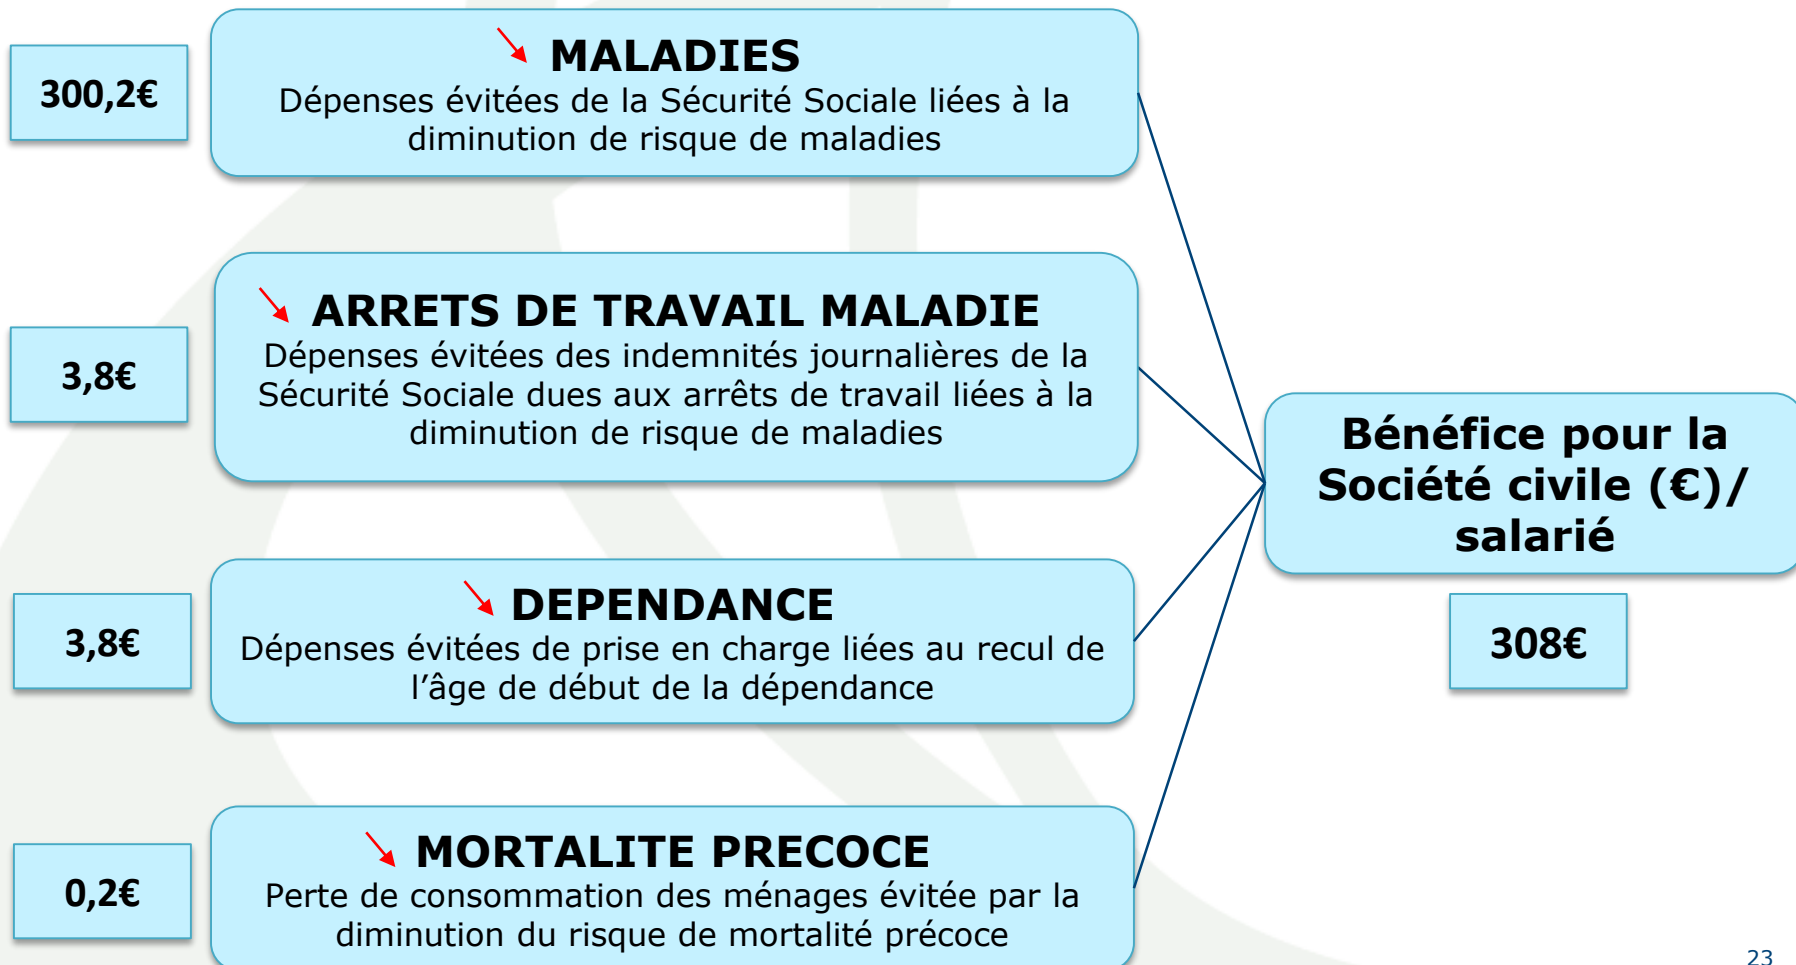 300,2€
MALADIES
Dépenses évitées de la Sécurité Sociale liées à la
diminution de risque de maladies
3,8€
ARRETS DE TRAVAIL MALADIE
Dépenses évitées des indemnités journalières de la
Sécurité Sociale dues aux arrêts de travail liées à la
diminution de risque de maladies
3,8€
DEPENDANCE
Dépenses évitées de prise en charge liées au recul de
l’âge de début de la dépendance
0,2€
MORTALITE PRECOCE
Perte de consommation des ménages évitée par la
diminution du risque de mortalité précoce
Bénéfice pour la
Société civile (€)/
salarié
308€
23